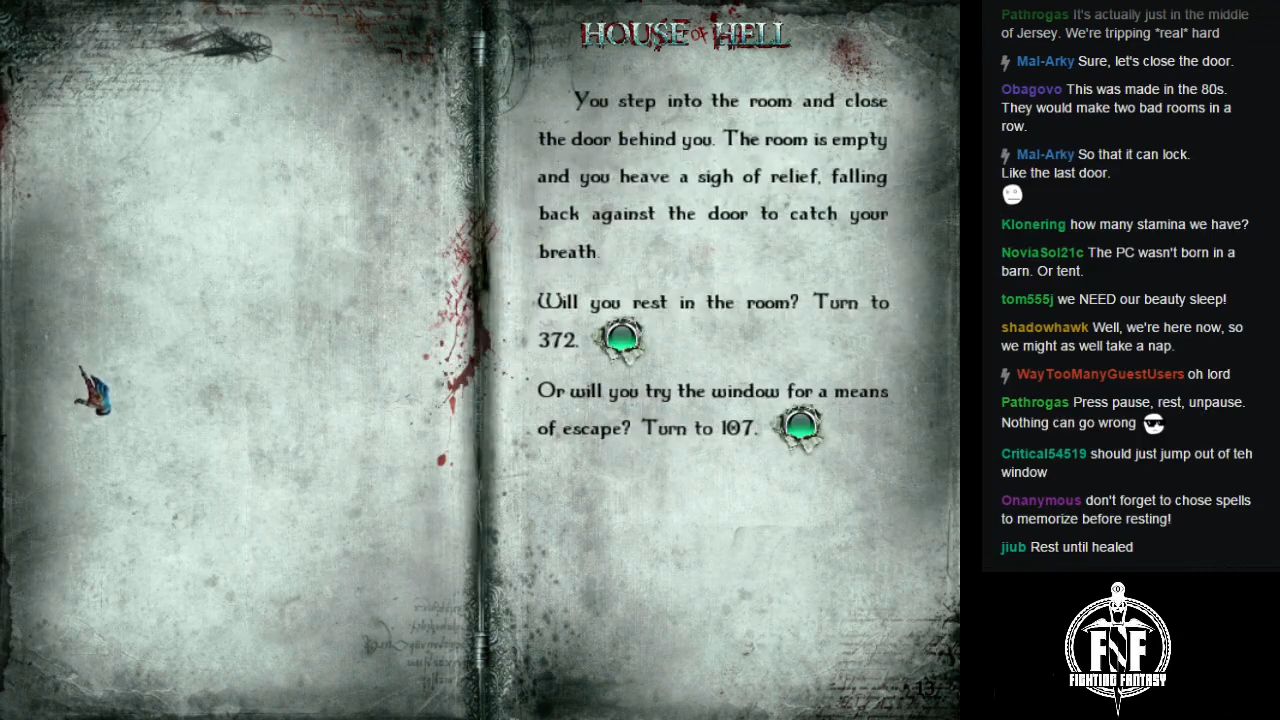 HOUSE OF HELL
You step into the room and close
the door behind you. The room is empty
and you heave a sigh of relief, falling
back against the door to catch your
breath.
Will you rest in the room? Turn to
372.
Or will you try the window for a means
of escape? Turn to 107.
Pathrogas It's actually just in the middle
of Jersey. We're tripping *real* hard
Mal-Arky Sure, let's close the door.
Obagovo This was made in the 80s.
They would make two bad rooms in a
row.
Mal-Arky So that it can lock.
Like the last door.
Klonering how many stamina we have?
NoviaSol21c The PC wasn't born in a
barn. Or tent.
tom555j we NEED our beauty sleep!
shadowhawk Well, we're here now, so
we might as well take a nap.
WayTooManyGuestUsers oh lord
Pathrogas Press pause, rest, unpause.
Nothing can go wrong
Critical54519 should just jump out of teh
window
Onanymous don't forget to chose spells
to memorize before resting!
jiub Rest until healed
FF
FIGHTING FANTASY